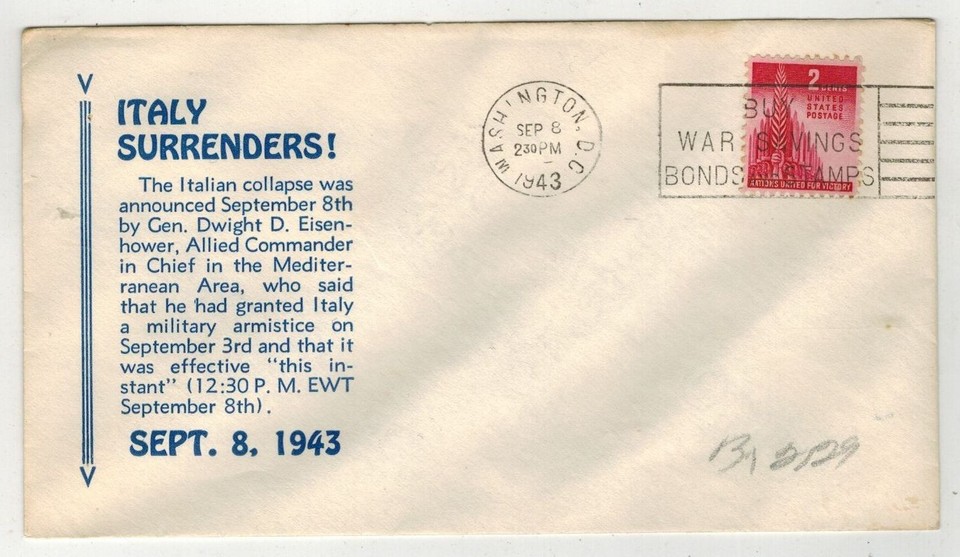 V
ITALY
SURRENDERS!
The Italian collapse was
announced September 8th
by Gen. Dwight D. Eisen-
hower, Allied Commander
in Chief in the Mediter-
ranean Area, who said
that he had granted Italy
a military armistice on
September 3rd and that it
was effective "this in-
stant" (12:30 P. M. EWT
September 8th).
SEPT. 8, 1943
V
WASHINGTON, D.C.
SEP 8
230 PM
1943
2 CENTS
UNITED
STATES
POSTAGE
NATIONS UNITED FOR VICTORY
BUY
WAR SAVINGS
BONDS STAMPS